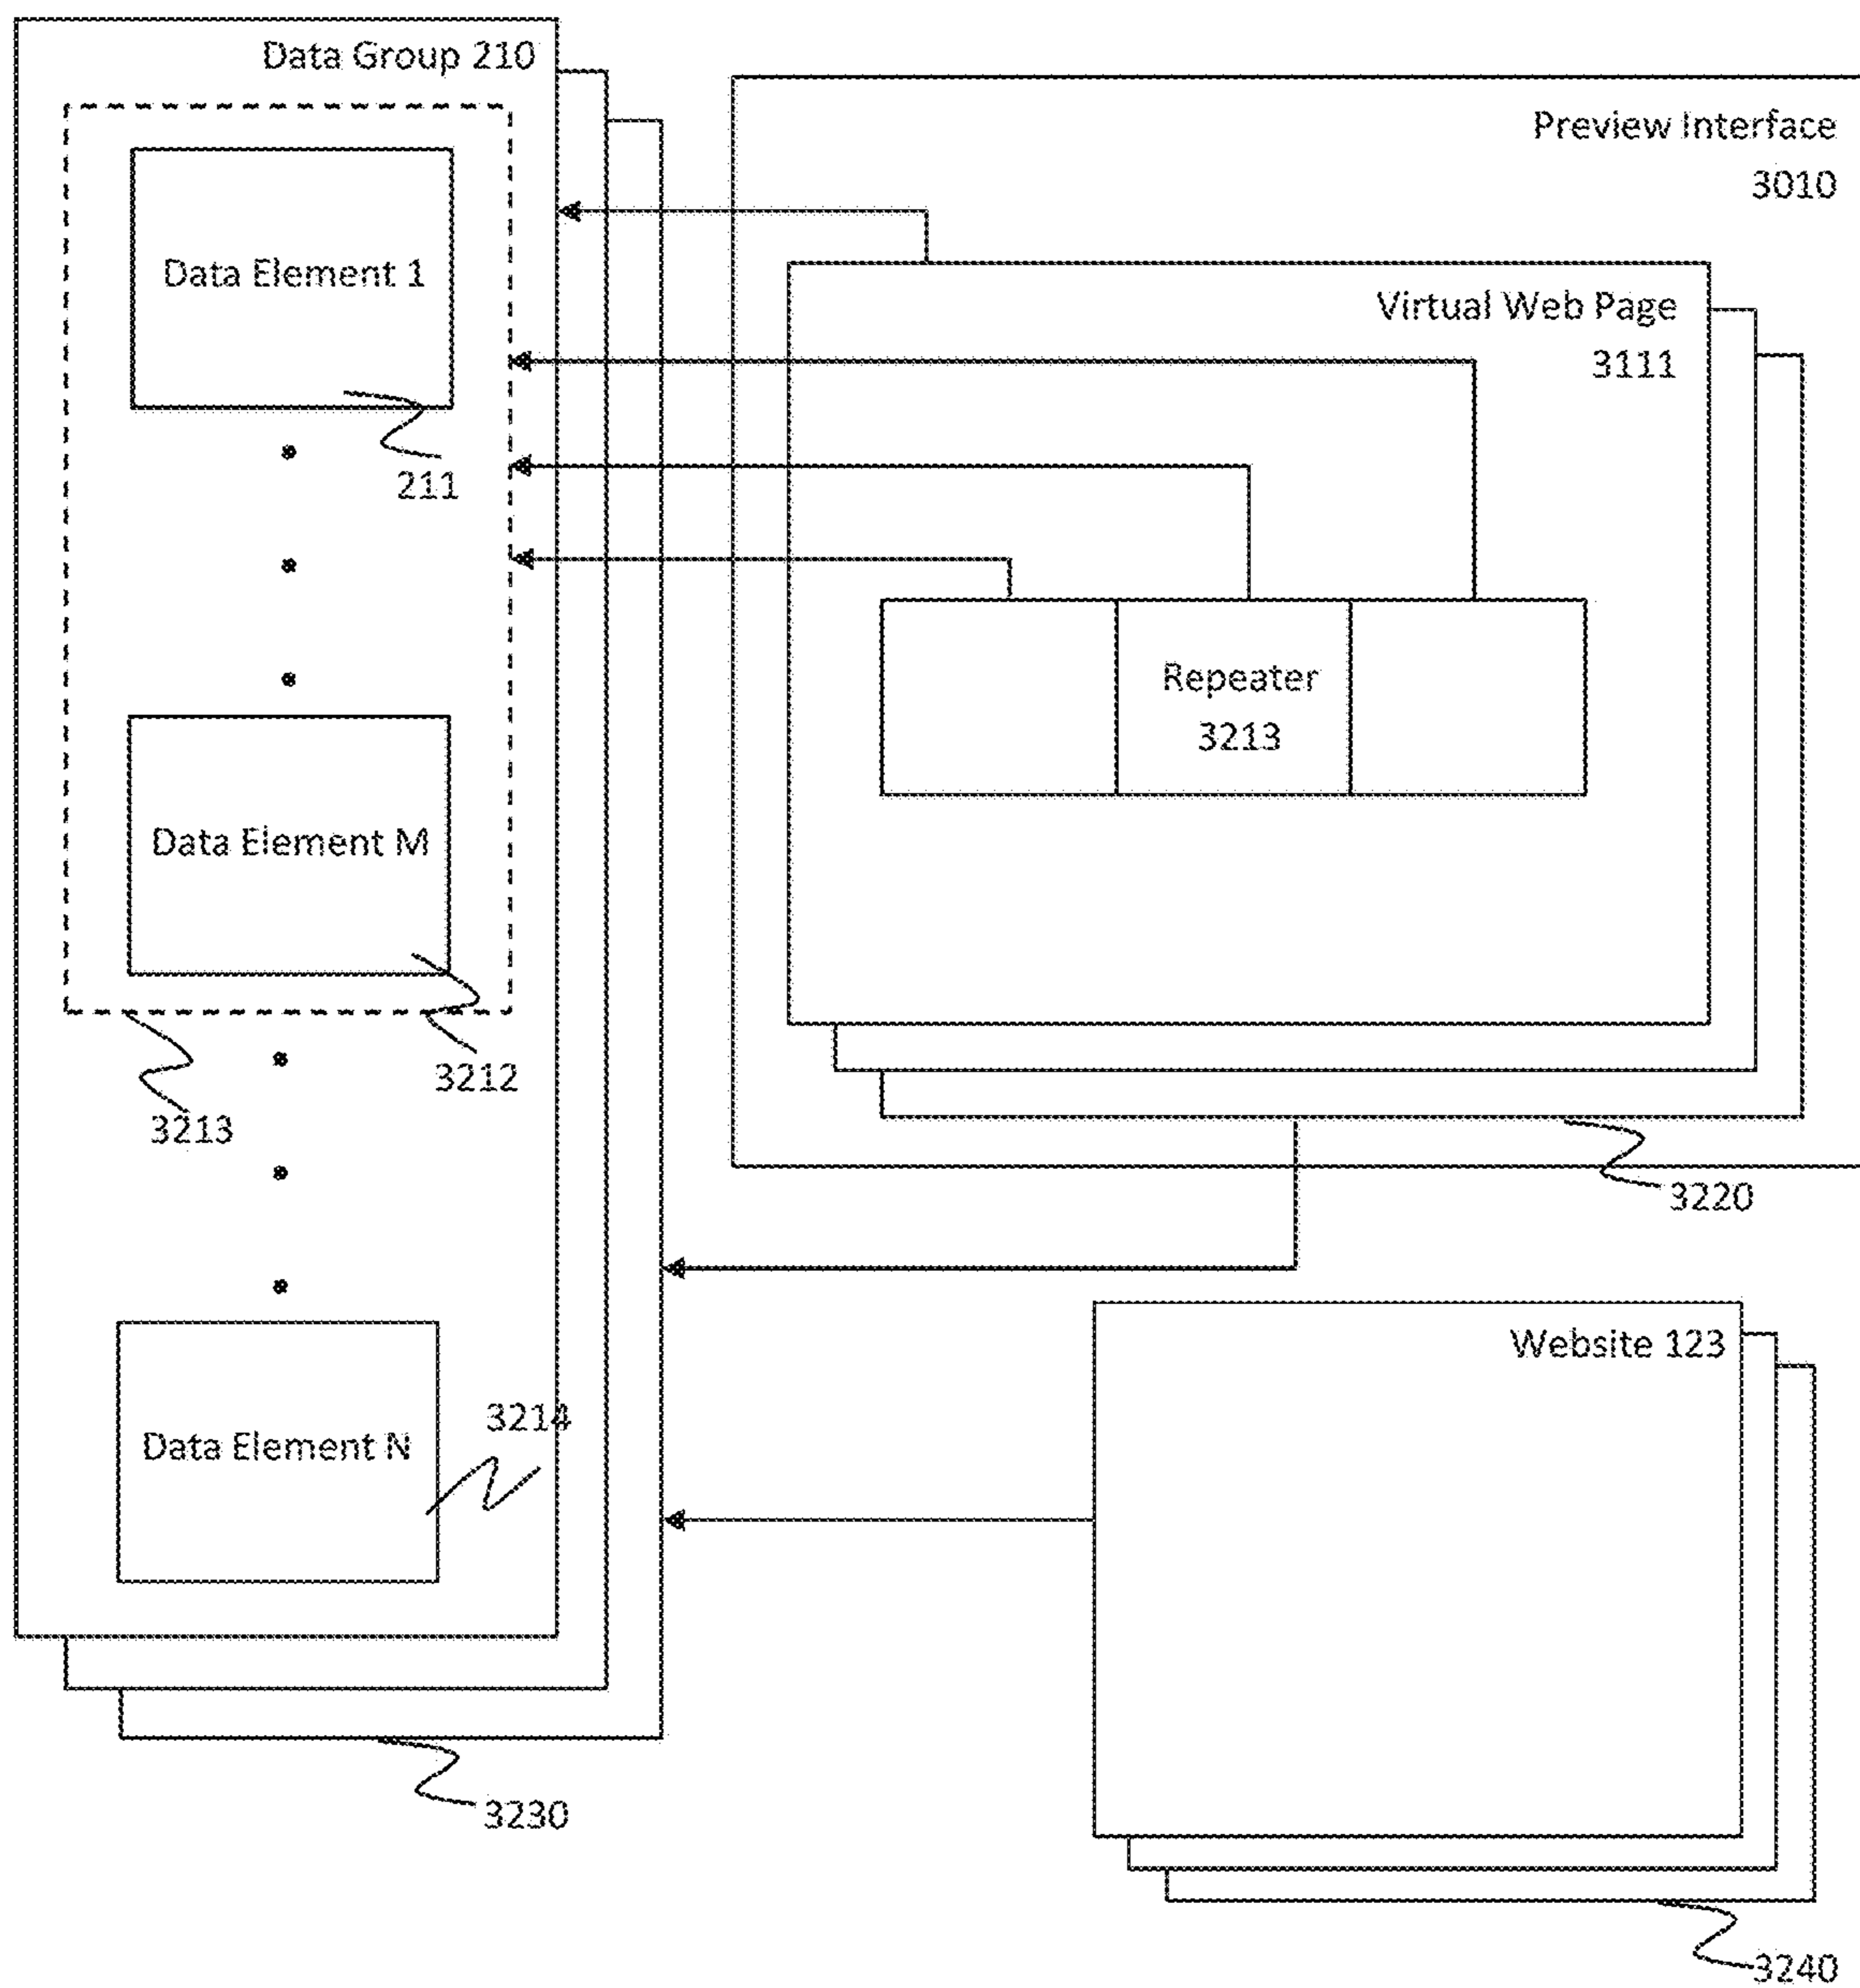 Data Group 210
Data Element 1
211
Data Element M
3212
3213
Data Element N
3214
3230
Preview Interface
3010
Virtual Web Page
3111
Repeater
3213
3220
Website 123
3240